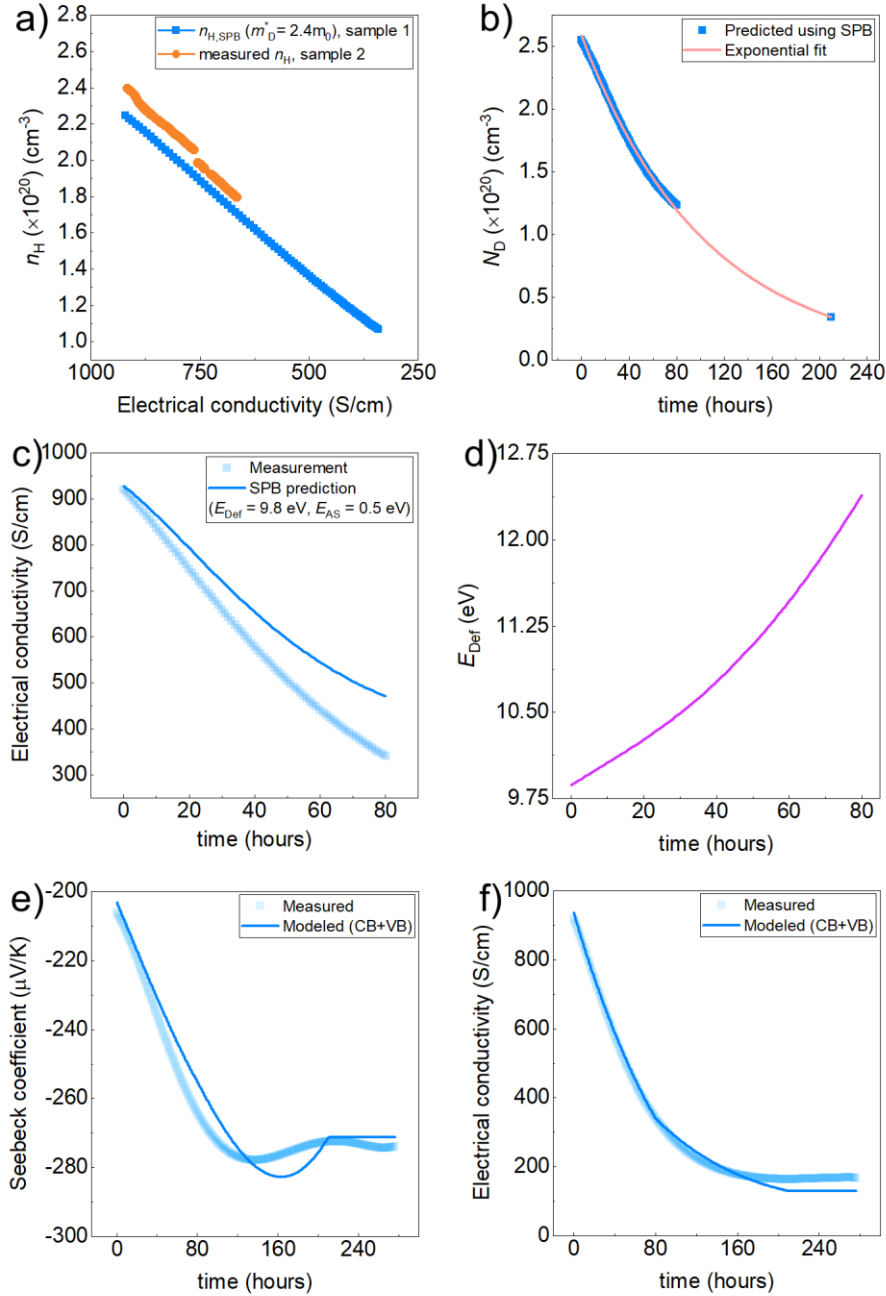 a)
n_H,SPB (m*_D = 2.4m_0), sample 1
measured n_H, sample 2
2.8
2.6
2.4
2.2
2.0
1.8
1.6
1.4
1.2
1.0
n_H (×10^20) (cm^-3)
1000 750 500 250
Electrical conductivity (S/cm)
b)
Predicted using SPB
Exponential fit
2.5
2.0
1.5
1.0
0.5
0.0
N_D (×10^20) (cm^-3)
0 40 80 120 160 200 240
time (hours)
c)
Measurement
SPB prediction
(E_Def = 9.8 eV, E_AS = 0.5 eV)
1000
900
800
700
600
500
400
300
Electrical conductivity (S/cm)
0 20 40 60 80
time (hours)
d)
12.75
12.00
11.25
10.50
9.75
E_Def (eV)
0 20 40 60 80
time (hours)
e)
Measured
Modeled (CB+VB)
-200
-220
-240
-260
-280
-300
Seebeck coefficient (μV/K)
0 80 160 240
time (hours)
f)
Measured
Modeled (CB+VB)
1000
800
600
400
200
0
Electrical conductivity (S/cm)
0 80 160 240
time (hours)